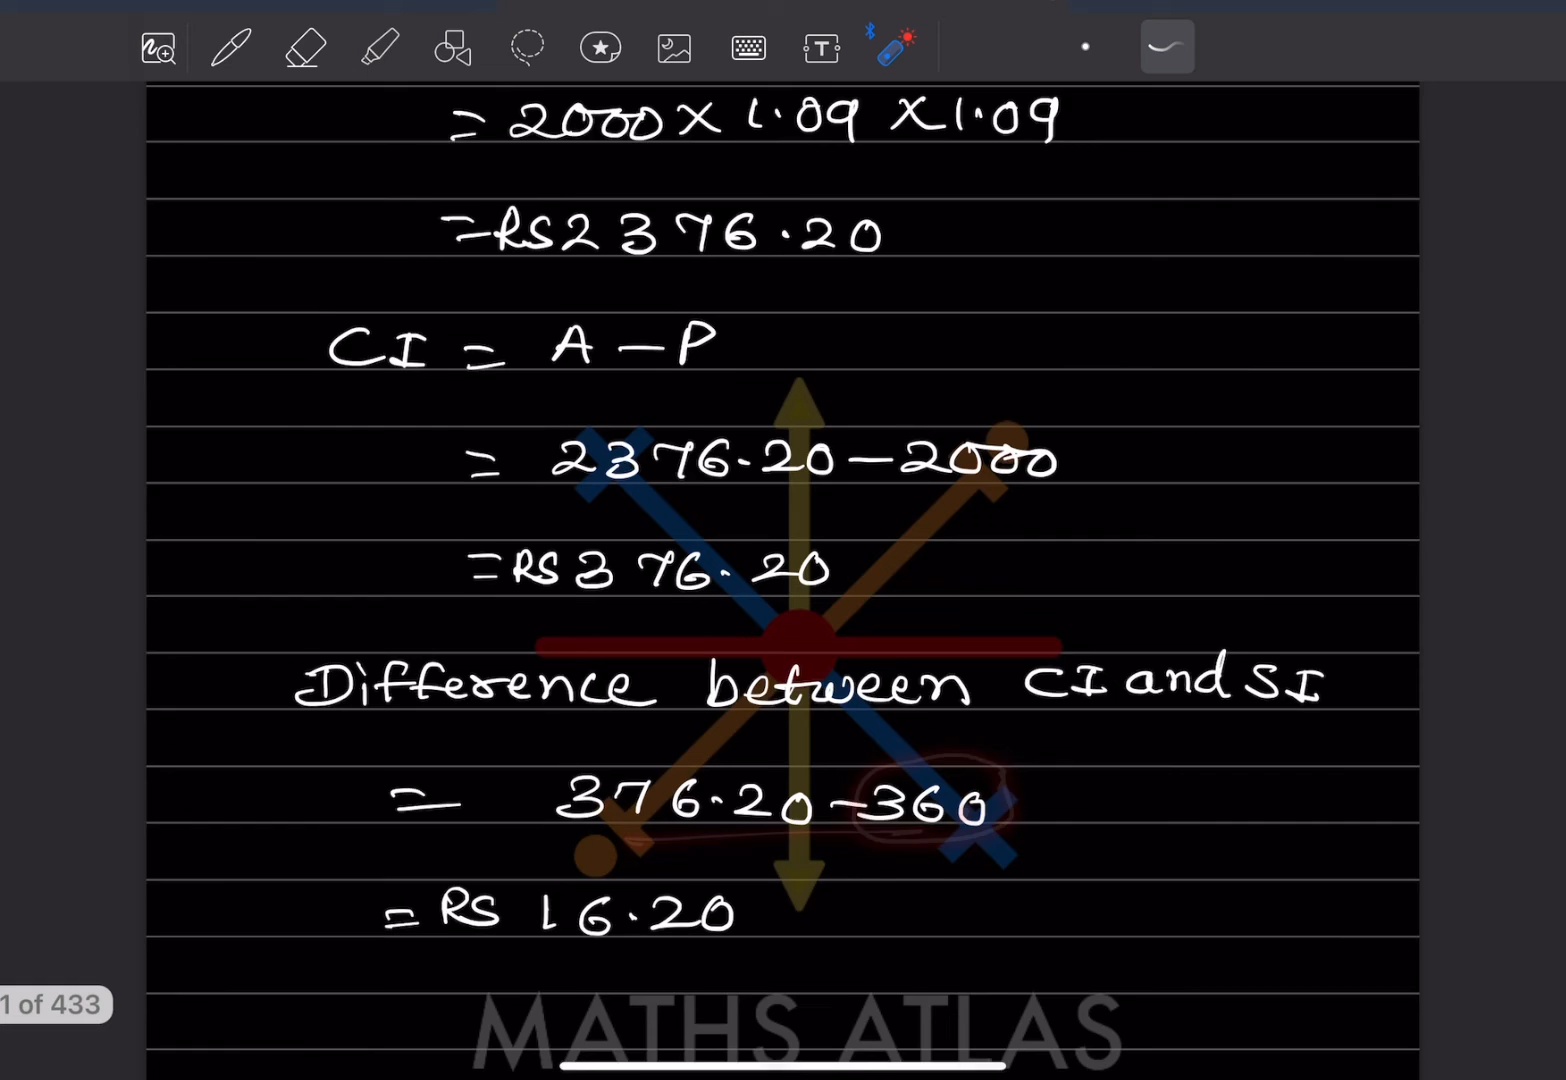 = 2000 × 1.09 × 1.09
= RS 2376.20
CI = A - P
= 2376.20 - 2000
= RS 376.20
Difference between CI and SI
= 376.20 - 360
= RS 16.20
1 of 433
MATHS ATLAS